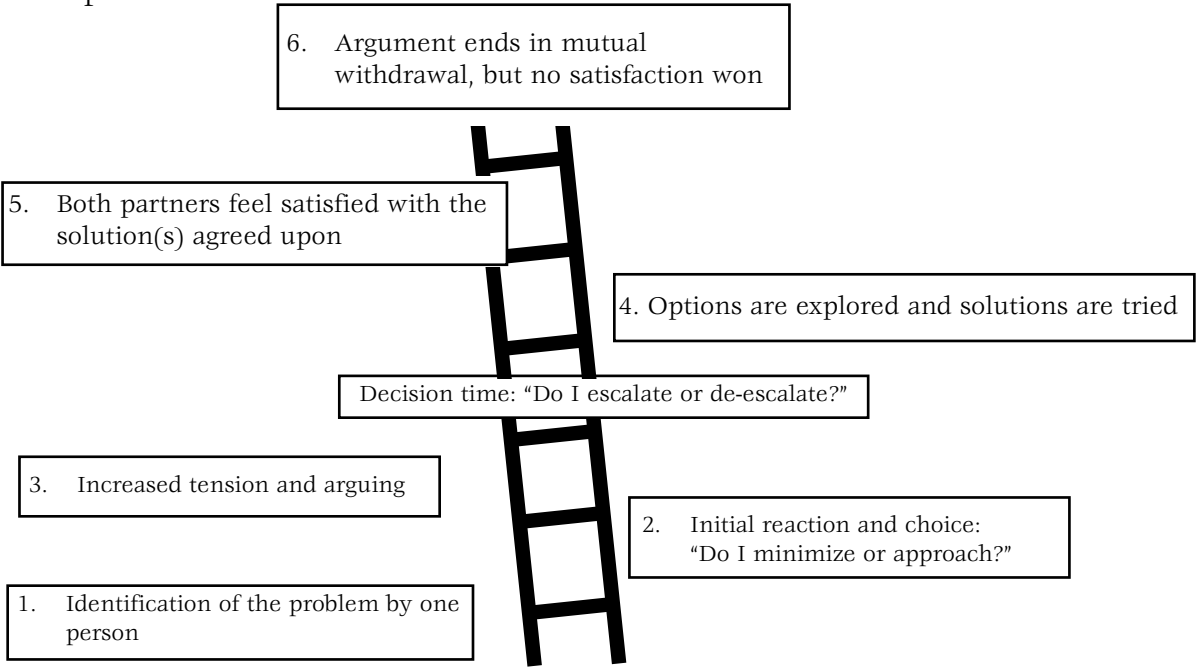 6. Argument ends in mutual
withdrawal, but no satisfaction won
5. Both partners feel satisfied with the
solution(s) agreed upon
4. Options are explored and solutions are tried
Decision time: “Do I escalate or de-escalate?”
3. Increased tension and arguing
2. Initial reaction and choice:
“Do I minimize or approach?”
1. Identification of the problem by one
person